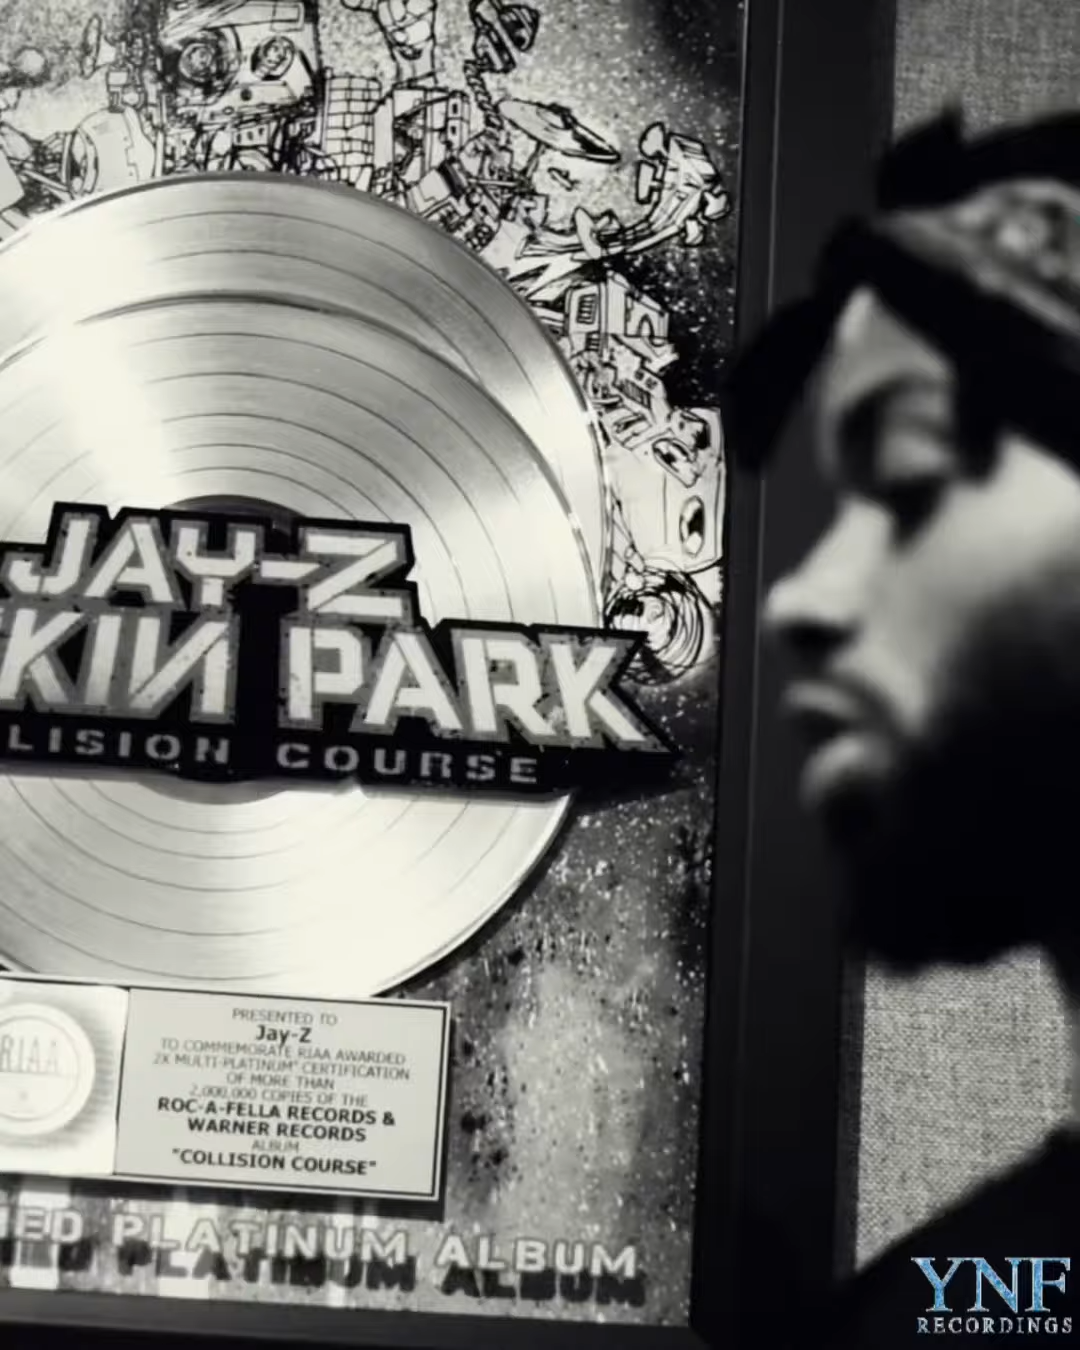 JAY-Z
KIN PARK
LISION COURSE
RIAA
PRESENTED TO
Jay-Z
TO COMMEMORATE RIAA AWARDED
2X MULTI-PLATINUM" CERTIFICATION
OF MORE THAN
2,000,000 COPIES OF THE
ROC-A-FELLA RECORDS &
WARNER RECORDS
ALBUM
"COLLISION COURSE"
IED PLATINUM ALBUM
YNF
RECORDINGS